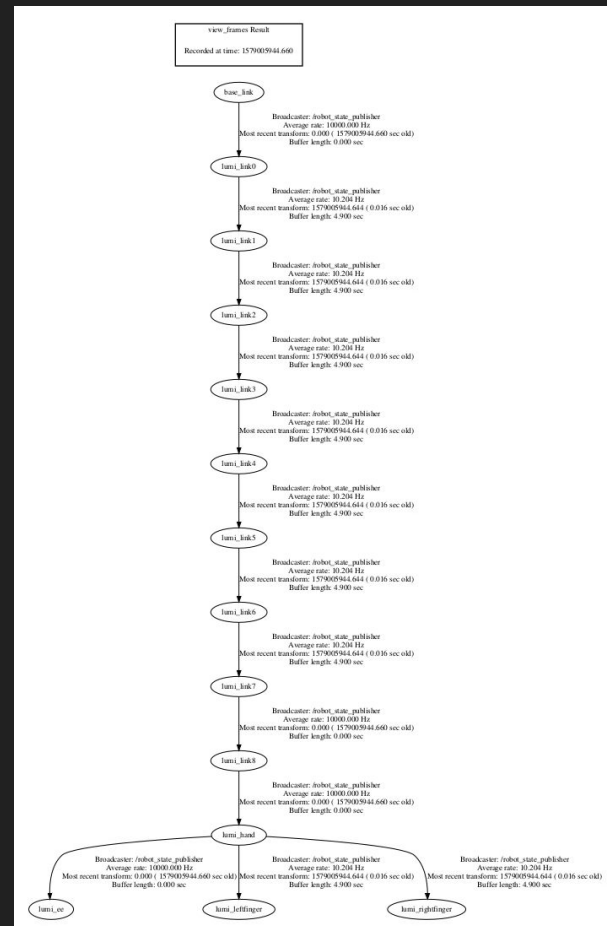 view_frames Result
Recorded at time: 1579005944.660
base_link
Broadcaster: /robot_state_publisher
Average rate: 10000.000 Hz
Most recent transform: 0.000 ( 1579005944.660 sec old)
Buffer length: 0.000 sec
lumi_link0
Broadcaster: /robot_state_publisher
Average rate: 10.204 Hz
Most recent transform: 1579005944.644 ( 0.016 sec old)
Buffer length: 4.900 sec
lumi_link1
Broadcaster: /robot_state_publisher
Average rate: 10.204 Hz
Most recent transform: 1579005944.644 ( 0.016 sec old)
Buffer length: 4.900 sec
lumi_link2
Broadcaster: /robot_state_publisher
Average rate: 10.204 Hz
Most recent transform: 1579005944.644 ( 0.016 sec old)
Buffer length: 4.900 sec
lumi_link3
Broadcaster: /robot_state_publisher
Average rate: 10.204 Hz
Most recent transform: 1579005944.644 ( 0.016 sec old)
Buffer length: 4.900 sec
lumi_link4
Broadcaster: /robot_state_publisher
Average rate: 10.204 Hz
Most recent transform: 1579005944.644 ( 0.016 sec old)
Buffer length: 4.900 sec
lumi_link5
Broadcaster: /robot_state_publisher
Average rate: 10.204 Hz
Most recent transform: 1579005944.644 ( 0.016 sec old)
Buffer length: 4.900 sec
lumi_link6
Broadcaster: /robot_state_publisher
Average rate: 10.204 Hz
Most recent transform: 1579005944.644 ( 0.016 sec old)
Buffer length: 4.900 sec
lumi_link7
Broadcaster: /robot_state_publisher
Average rate: 10000.000 Hz
Most recent transform: 0.000 ( 1579005944.660 sec old)
Buffer length: 0.000 sec
lumi_link8
Broadcaster: /robot_state_publisher
Average rate: 10000.000 Hz
Most recent transform: 0.000 ( 1579005944.660 sec old)
Buffer length: 0.000 sec
lumi_hand
Broadcaster: /robot_state_publisher
Average rate: 10000.000 Hz
Most recent transform: 0.000 ( 1579005944.660 sec old)
Buffer length: 0.000 sec
Broadcaster: /robot_state_publisher
Average rate: 10.204 Hz
Most recent transform: 1579005944.644 ( 0.016 sec old)
Buffer length: 4.900 sec
Broadcaster: /robot_state_publisher
Average rate: 10.204 Hz
Most recent transform: 1579005944.644 ( 0.016 sec old)
Buffer length: 4.900 sec
lumi_ee
lumi_leftfinger
lumi_rightfinger